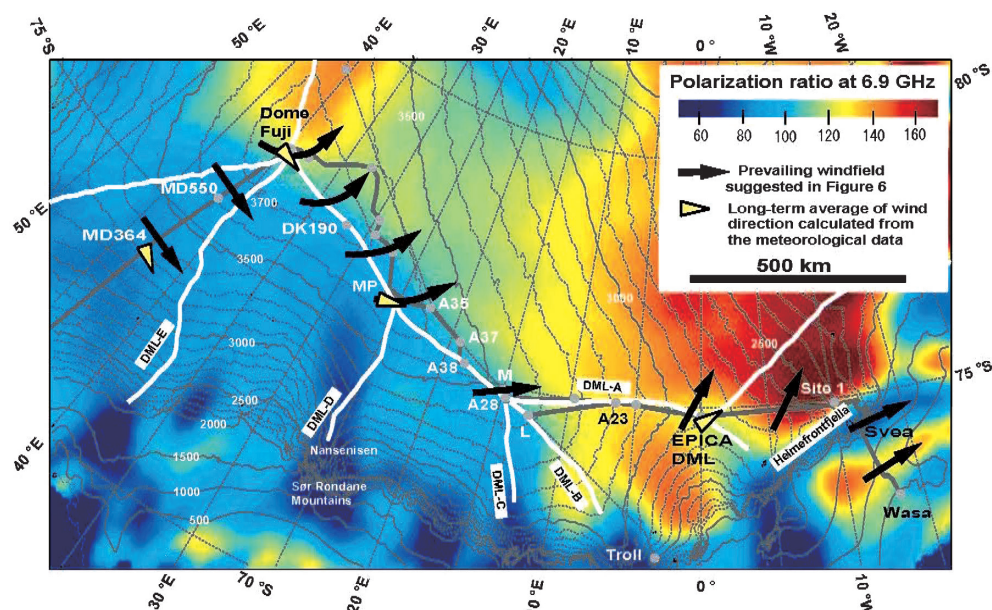 75 °S
50 °E
40 °E
30 °E
20 °E
10 °E
0 °
10 °W
20 °W
80 °S
Polarization ratio at 6.9 GHz
60 80 100 120 140 160
Prevailing windfield
suggested in Figure 6
Long-term average of wind
direction calculated from
the meteorological data
500 km
Dome
Fuji
3600
MD550
3700
DK190
MD364
3500
50 °E
MP
A35
3050
DML-E
3000
A37
2500
A38
M
DML-A
Sito 1
75 °S
DML-D
2500
A28
A23
2000
L
EPICA
DML
Heimefrontfjella
Svea
40 °E
1500
Nansenisen
DML-C
DML-B
Sør Rondane
Mountains
1000
500
Wasa
Troll
30 °E
70 °S
20 °E
10 °E
0 °
10 °W